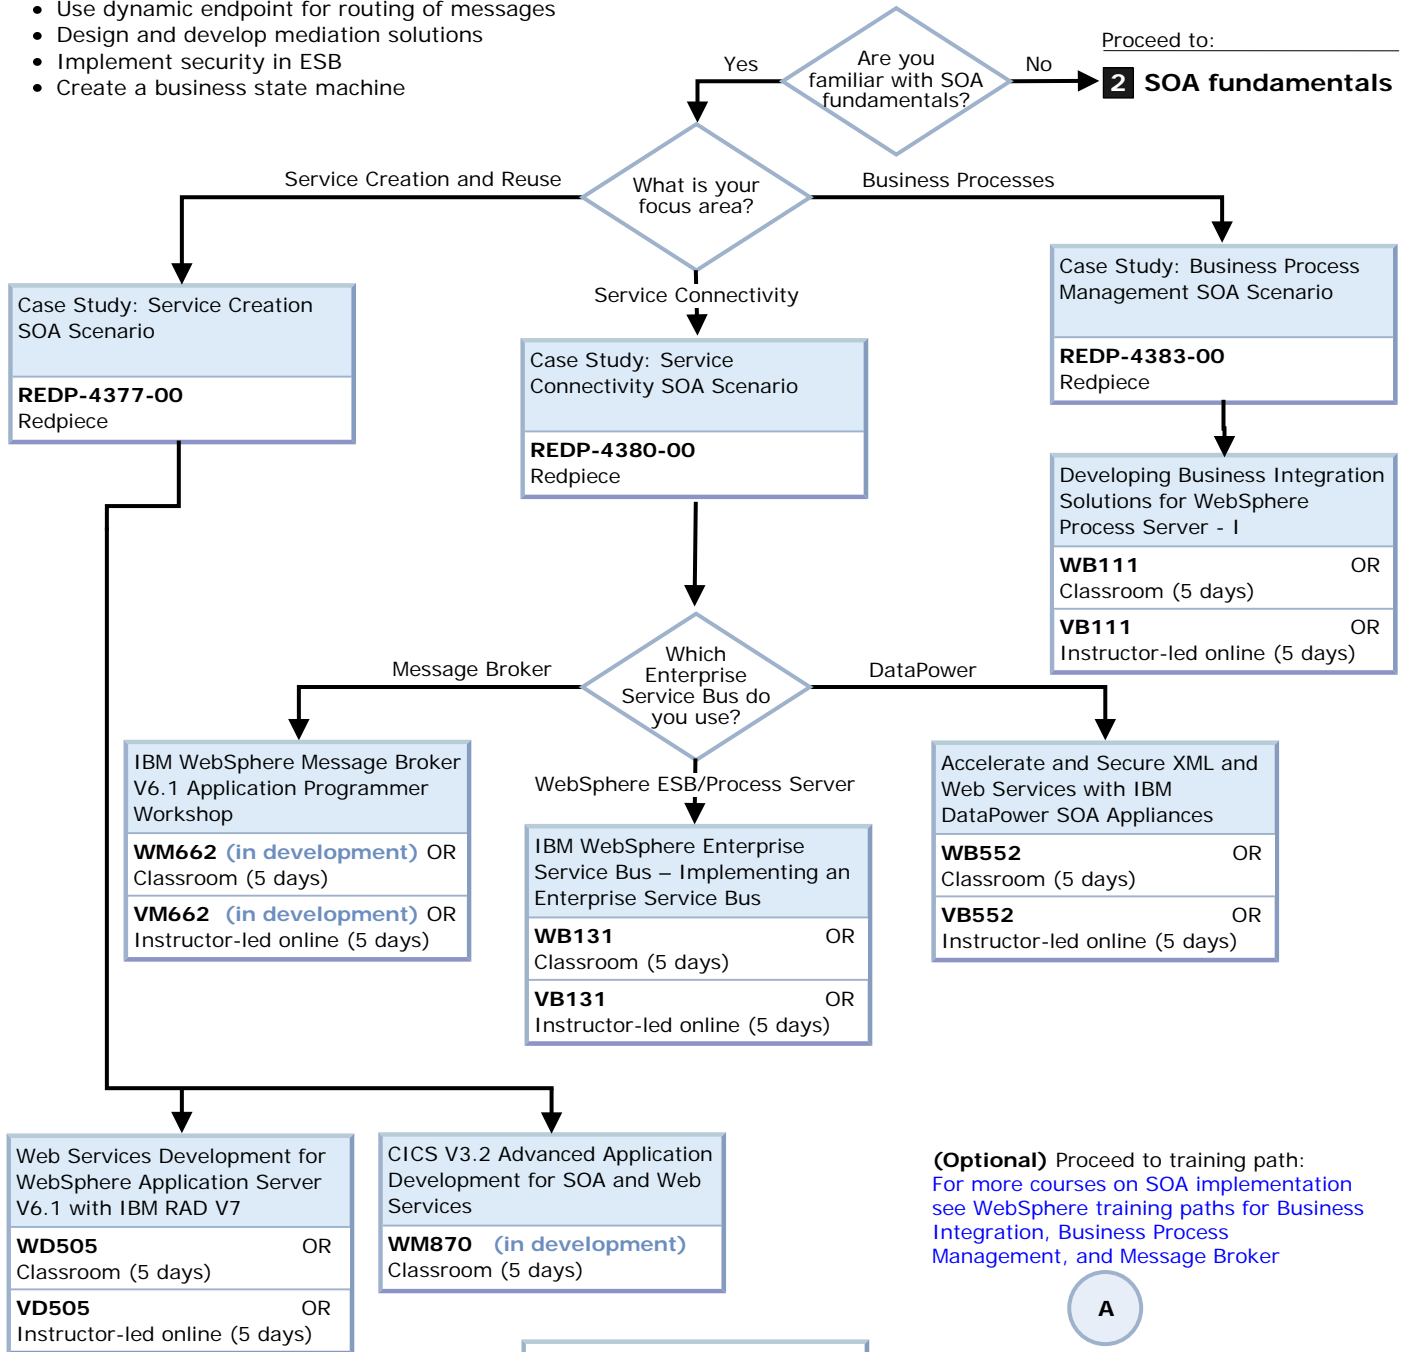 • Use dynamic endpoint for routing of messages
• Design and develop mediation solutions
• Implement security in ESB
• Create a business state machine
Are you
familiar with SOA
fundamentals?
Yes
No
Proceed to:
2 SOA fundamentals
What is your
focus area?
Service Creation and Reuse
Business Processes
Service Connectivity
Case Study: Service Creation
SOA Scenario
REDP-4377-00
Redpiece
Case Study: Service
Connectivity SOA Scenario
REDP-4380-00
Redpiece
Case Study: Business Process
Management SOA Scenario
REDP-4383-00
Redpiece
Developing Business Integration
Solutions for WebSphere
Process Server - I
WB111 OR
Classroom (5 days)
VB111 OR
Instructor-led online (5 days)
Which
Enterprise
Service Bus do
you use?
Message Broker
DataPower
WebSphere ESB/Process Server
IBM WebSphere Message Broker
V6.1 Application Programmer
Workshop
WM662 (in development) OR
Classroom (5 days)
VM662 (in development) OR
Instructor-led online (5 days)
IBM WebSphere Enterprise
Service Bus – Implementing an
Enterprise Service Bus
WB131 OR
Classroom (5 days)
VB131 OR
Instructor-led online (5 days)
Accelerate and Secure XML and
Web Services with IBM
DataPower SOA Appliances
WB552 OR
Classroom (5 days)
VB552 OR
Instructor-led online (5 days)
Web Services Development for
WebSphere Application Server
V6.1 with IBM RAD V7
WD505 OR
Classroom (5 days)
VD505 OR
Instructor-led online (5 days)
CICS V3.2 Advanced Application
Development for SOA and Web
Services
WM870 (in development)
Classroom (5 days)
(Optional) Proceed to training path:
For more courses on SOA implementation
see WebSphere training paths for Business
Integration, Business Process
Management, and Message Broker
A